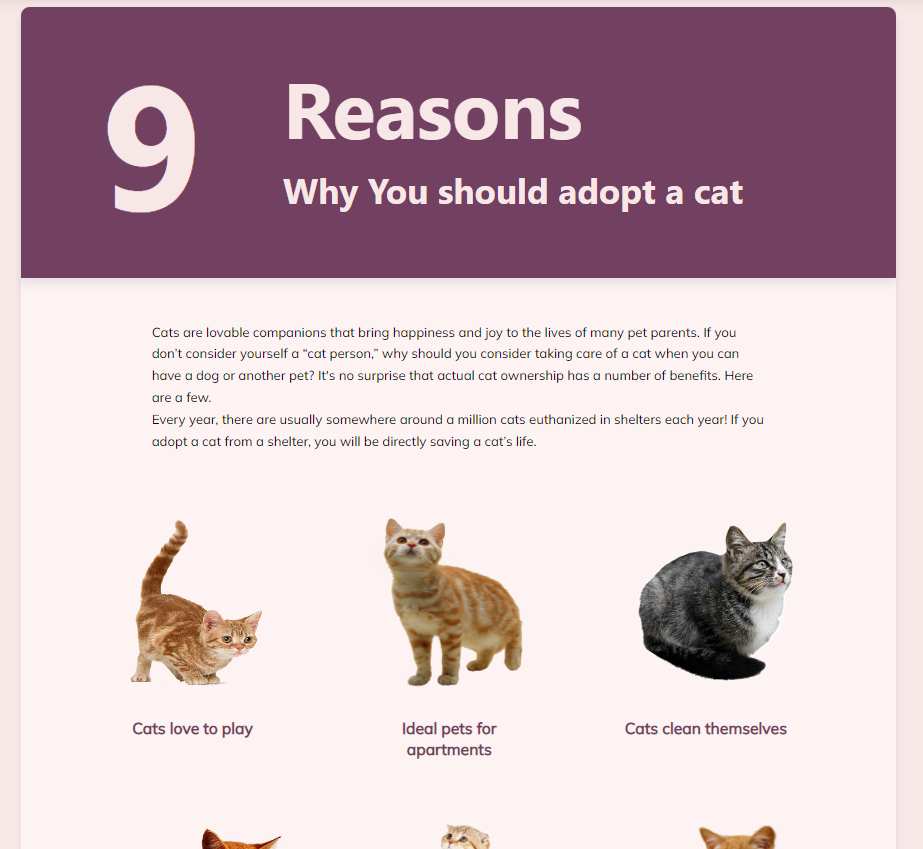 9
Reasons
Why You should adopt a cat
Cats are lovable companions that bring happiness and joy to the lives of many pet parents. If you
don’t consider yourself a “cat person,” why should you consider taking care of a cat when you can
have a dog or another pet? It's no surprise that actual cat ownership has a number of benefits. Here
are a few.
Every year, there are usually somewhere around a million cats euthanized in shelters each year! If you
adopt a cat from a shelter, you will be directly saving a cat’s life.
Cats love to play
Ideal pets for
apartments
Cats clean themselves